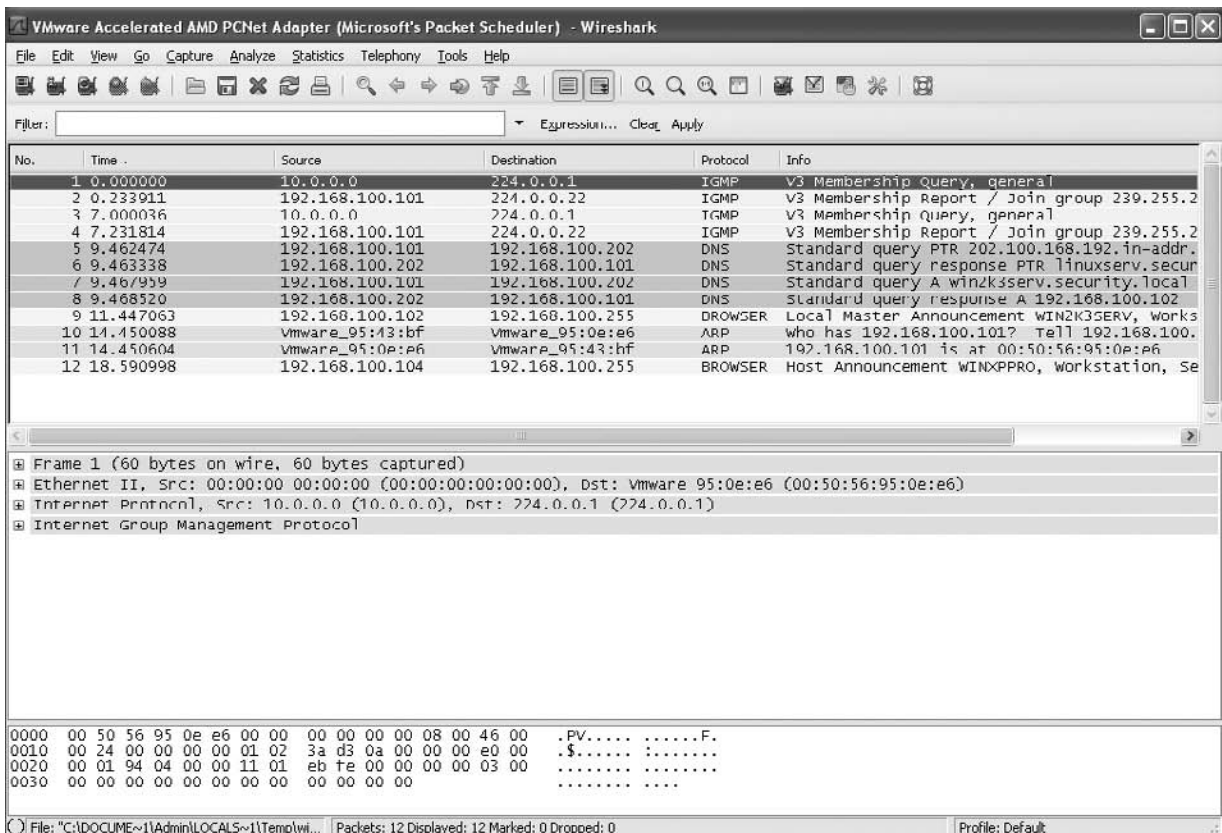 VMware Accelerated AMD PCNet Adapter (Microsoft's Packet Scheduler) - Wireshark
File Edit View Go Capture Analyze Statistics Telephony Tools Help
Filter: Expression... Clear Apply
No. Time Source Destination Protocol Info
1 0.000000 10.0.0.0 224.0.0.1 IGMP V3 Membership Query, general
2 0.233911 192.168.100.101 224.0.0.22 IGMP V3 Membership Report / Join group 239.255.2
3 7.000036 10.0.0.0 224.0.0.1 IGMP V3 Membership Query, general
4 7.231814 192.168.100.101 224.0.0.22 IGMP V3 Membership Report / Join group 239.255.2
5 9.462474 192.168.100.101 192.168.100.202 DNS Standard query PTR 202.100.168.192.in-addr.
6 9.463338 192.168.100.202 192.168.100.101 DNS Standard query response PTR linuxserv.secur
7 9.467959 192.168.100.101 192.168.100.202 DNS Standard query A win2k3serv.security.local
8 9.468520 192.168.100.202 192.168.100.101 DNS Standard query response A 192.168.100.102
9 11.447063 192.168.100.102 192.168.100.255 BROWSER Local Master Announcement WIN2K3SERV, Works
10 14.450088 Vmware_95:43:bf Vmware_95:0e:e6 ARP who has 192.168.100.101? Tell 192.168.100.
11 14.450604 Vmware_95:0e:e6 Vmware_95:43:bf ARP 192.168.100.101 is at 00:50:56:95:0e:e6
12 18.590998 192.168.100.104 192.168.100.255 BROWSER Host Announcement WINXPPRO, Workstation, Se
Frame 1 (60 bytes on wire, 60 bytes captured)
Ethernet II, Src: 00:00:00 00:00:00 (00:00:00:00:00:00), Dst: Vmware 95:0e:e6 (00:50:56:95:0e:e6)
Internet Protocol, Src: 10.0.0.0 (10.0.0.0), Dst: 224.0.0.1 (224.0.0.1)
Internet Group Management Protocol
0000 00 50 56 95 0e e6 00 00 00 00 00 00 08 00 46 00 .PV..... ......F.
0010 00 24 00 00 00 00 01 02 3a d3 0a 00 00 00 e0 00 .$...... :.......
0020 00 01 94 04 00 00 11 01 eb fe 00 00 00 00 03 00 ........ ........
0030 00 00 00 00 00 00 00 00 00 00 00 00 ........ ....
File: "C:\DOCUME~1\Admin\LOCALS~1\Temp\wi... Packets: 12 Displayed: 12 Marked: 0 Dropped: 0 Profile: Default